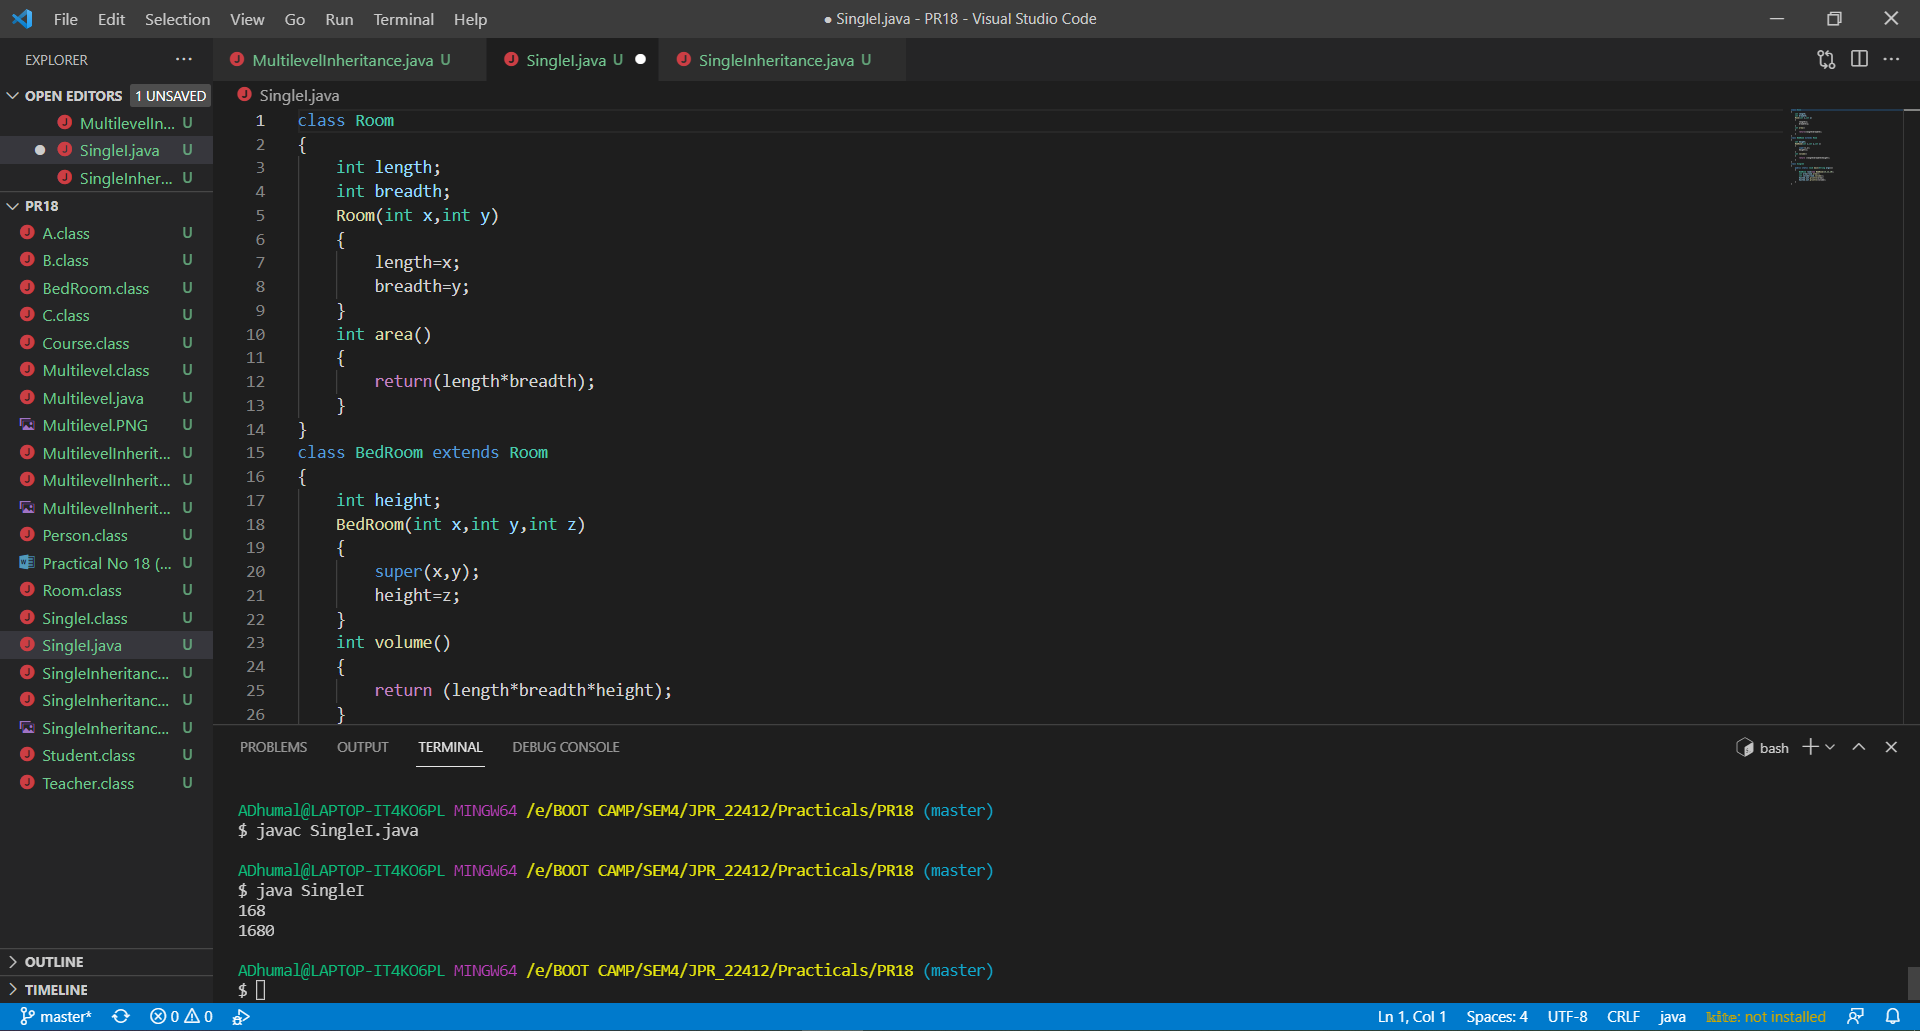 File Edit Selection View Go Run Terminal Help
● SingleI.java - PR18 - Visual Studio Code
EXPLORER
MultilevelInheritance.java U
SingleI.java U
SingleInheritance.java U
OPEN EDITORS 1 UNSAVED
MultilevelIn... U
SingleI.java U
SingleInher... U
PR18
A.class U
B.class U
BedRoom.class U
C.class U
Course.class U
Multilevel.class U
Multilevel.java U
Multilevel.PNG U
MultilevelInherit... U
MultilevelInherit... U
MultilevelInherit... U
Person.class U
Practical No 18 (... U
Room.class U
SingleI.class U
SingleI.java U
SingleInheritanc... U
SingleInheritanc... U
SingleInheritanc... U
Student.class U
Teacher.class U
OUTLINE
TIMELINE
SingleI.java
1 class Room
2 {
3 int length;
4 int breadth;
5 Room(int x,int y)
6 {
7 length=x;
8 breadth=y;
9 }
10 int area()
11 {
12 return(length*breadth);
13 }
14 }
15 class BedRoom extends Room
16 {
17 int height;
18 BedRoom(int x,int y,int z)
19 {
20 super(x,y);
21 height=z;
22 }
23 int volume()
24 {
25 return (length*breadth*height);
26 }
PROBLEMS OUTPUT TERMINAL DEBUG CONSOLE
bash
ADhumal@LAPTOP-IT4KO6PL MINGW64 /e/BOOT CAMP/SEM4/JPR_22412/Practicals/PR18 (master)
$ javac SingleI.java
ADhumal@LAPTOP-IT4KO6PL MINGW64 /e/BOOT CAMP/SEM4/JPR_22412/Practicals/PR18 (master)
$ java SingleI
168
1680
ADhumal@LAPTOP-IT4KO6PL MINGW64 /e/BOOT CAMP/SEM4/JPR_22412/Practicals/PR18 (master)
$
master* 0 0
Ln 1, Col 1 Spaces: 4 UTF-8 CRLF java kite: not installed